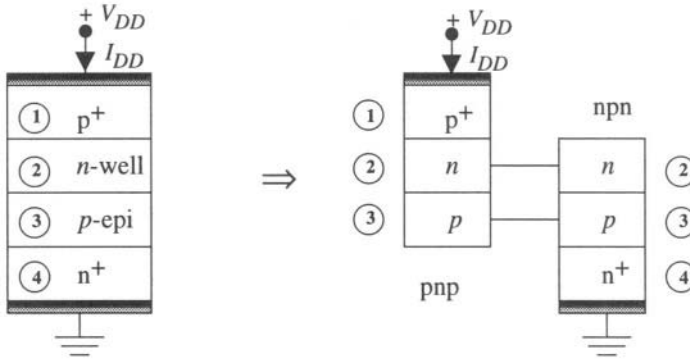 + V_DD
I_DD
① p⁺
② n-well
③ p-epi
④ n⁺
⇒
+ V_DD
I_DD
① p⁺
② n
③ p
pnp
npn
n ②
p ③
n⁺ ④